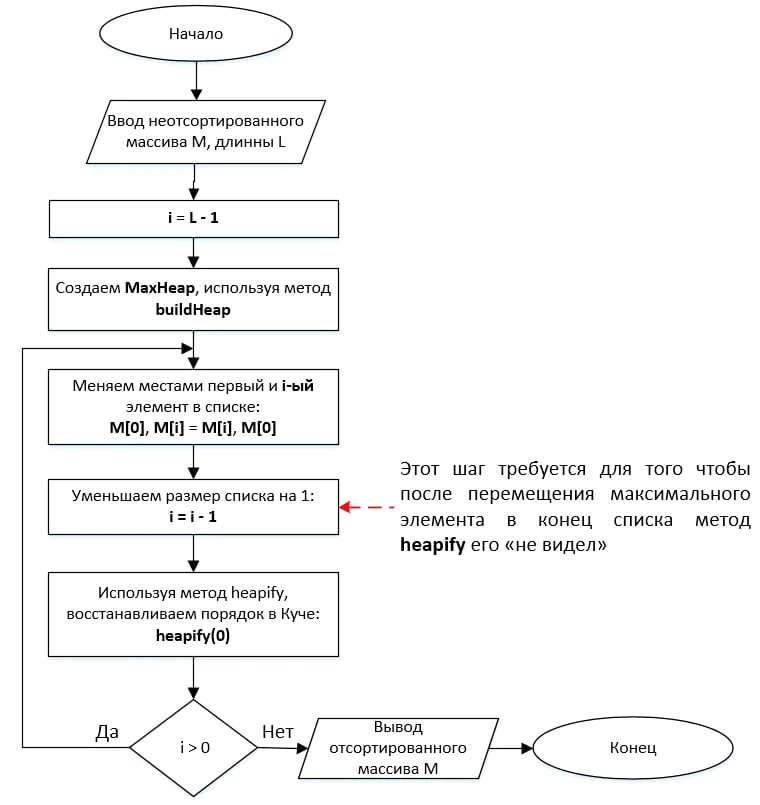 Начало
Ввод неотсортированного
массива M, длинны L
i = L - 1
Создаем MaxHeap, используя метод
buildHeap
Меняем местами первый и i-ый
элемент в списке:
M[0], M[i] = M[i], M[0]
Уменьшаем размер списка на 1:
i = i - 1
Этот шаг требуется для того чтобы
после перемещения максимального
элемента в конец списка метод
heapify его «не видел»
Используя метод heapify,
восстанавливаем порядок в Куче:
heapify(0)
Да
i > 0
Нет
Вывод
отсортированного
массива M
Конец